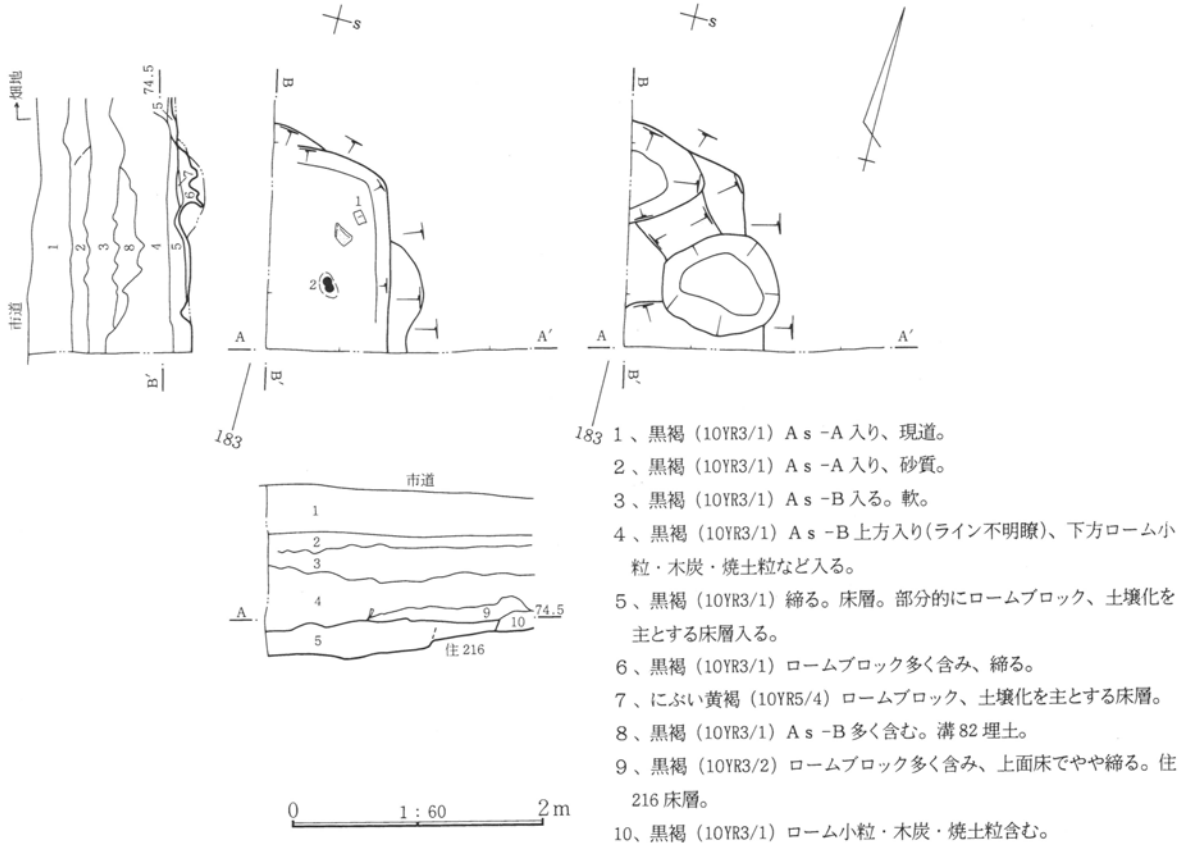 S
S
畑地
74.5
5
B
B
1
2
3
8
4
5
6
7
1
2
市道
A
A′
A
A′
B′
B′
B′
183
183
市道
1
2
3
4
A
9
10
74.5
5
住 216
0
1：60
2m
1、黒褐（10YR3/1）As-A 入り、現道。
2、黒褐（10YR3/1）As-A 入り、砂質。
3、黒褐（10YR3/1）As-B 入る。軟。
4、黒褐（10YR3/1）As-B 上方入り(ライン不明瞭)、下方ローム小
粒・木炭・焼土粒など入る。
5、黒褐（10YR3/1）締る。床層。部分的にロームブロック、土壌化を
主とする床層入る。
6、黒褐（10YR3/1）ロームブロック多く含み、締る。
7、にぶい黄褐（10YR5/4）ロームブロック、土壌化を主とする床層。
8、黒褐（10YR3/1）As-B 多く含む。溝 82 埋土。
9、黒褐（10YR3/2）ロームブロック多く含み、上面床でやや締る。住
216 床層。
10、黒褐（10YR3/1）ローム小粒・木炭・焼土粒含む。